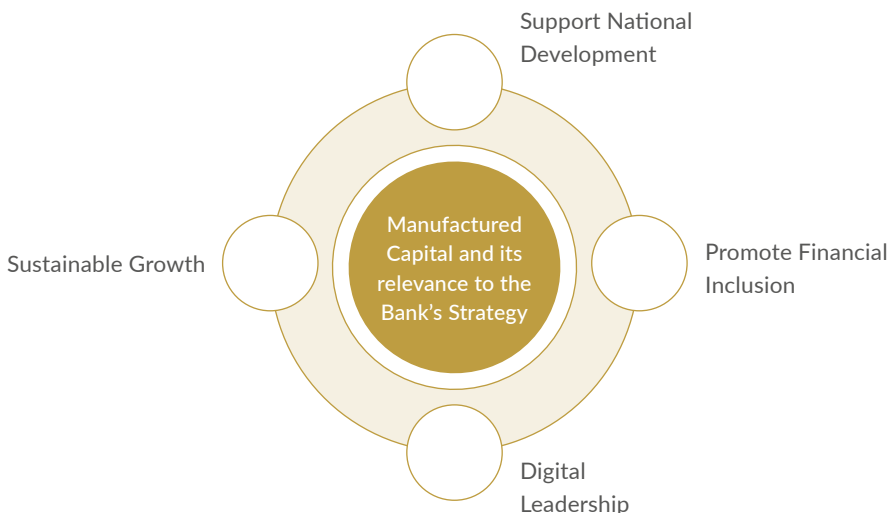 Support National
Development
Manufactured
Capital and its
relevance to the
Bank's Strategy
Sustainable Growth
Promote Financial
Inclusion
Digital
Leadership